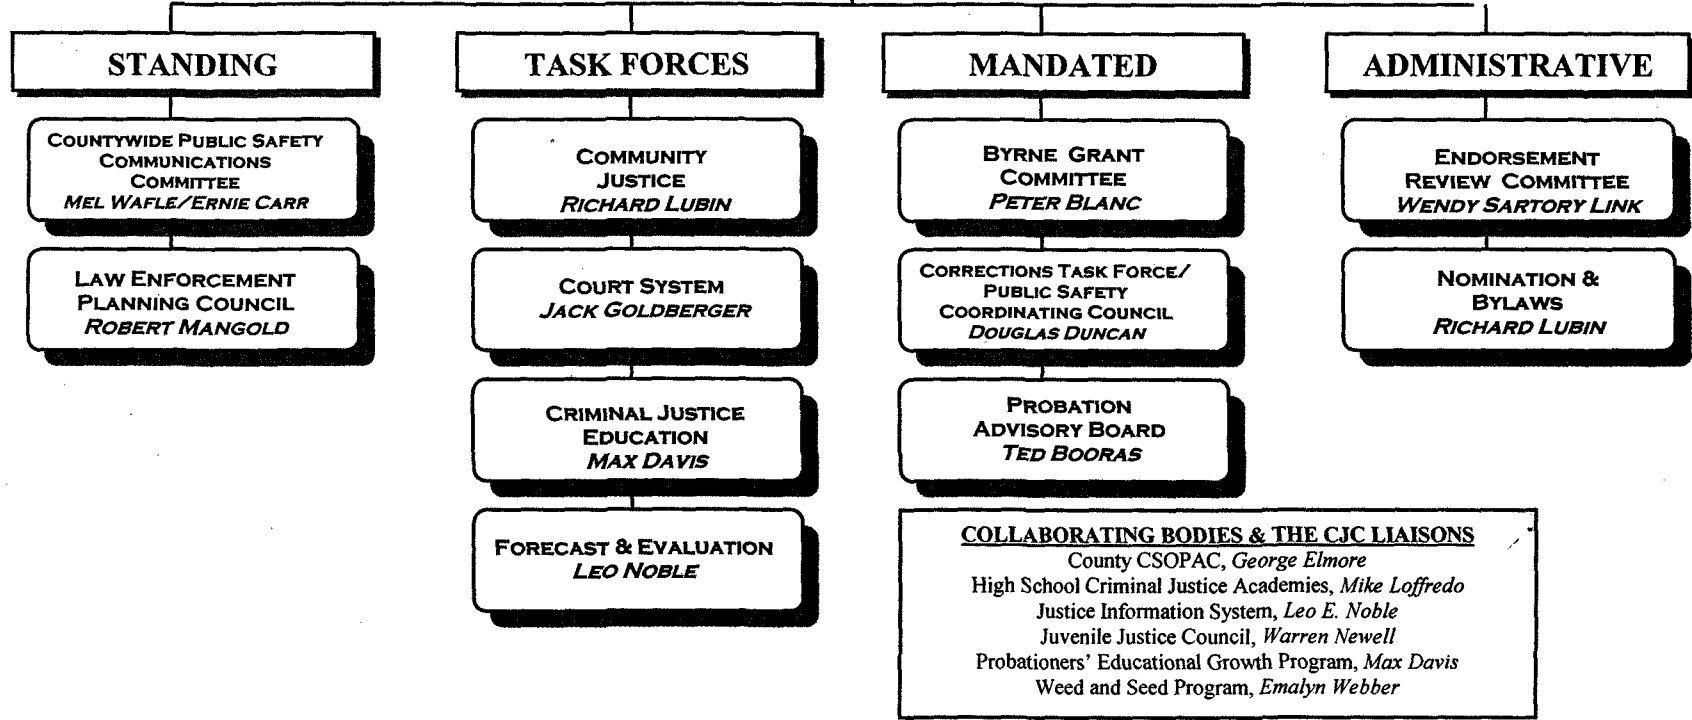 STANDING
COUNTYWIDE PUBLIC SAFETY
COMMUNICATIONS
COMMITTEE
MEL WAFLE/ERNIE CARR
LAW ENFORCEMENT
PLANNING COUNCIL
ROBERT MANGOLD
TASK FORCES
COMMUNITY
JUSTICE
RICHARD LUBIN
COURT SYSTEM
JACK GOLDBERGER
CRIMINAL JUSTICE
EDUCATION
MAX DAVIS
FORECAST & EVALUATION
LEO NOBLE
MANDATED
BYRNE GRANT
COMMITTEE
PETER BLANC
CORRECTIONS TASK FORCE/
PUBLIC SAFETY
COORDINATING COUNCIL
DOUGLAS DUNCAN
PROBATION
ADVISORY BOARD
TED BOORAS
ADMINISTRATIVE
ENDORSEMENT
REVIEW COMMITTEE
WENDY SARTORY LINK
NOMINATION &
BYLAWS
RICHARD LUBIN
COLLABORATING BODIES & THE CJC LIAISONS
County CSOPAC, George Elmore
High School Criminal Justice Academies, Mike Loffredo
Justice Information System, Leo E. Noble
Juvenile Justice Council, Warren Newell
Probationers' Educational Growth Program, Max Davis
Weed and Seed Program, Emalyn Webber